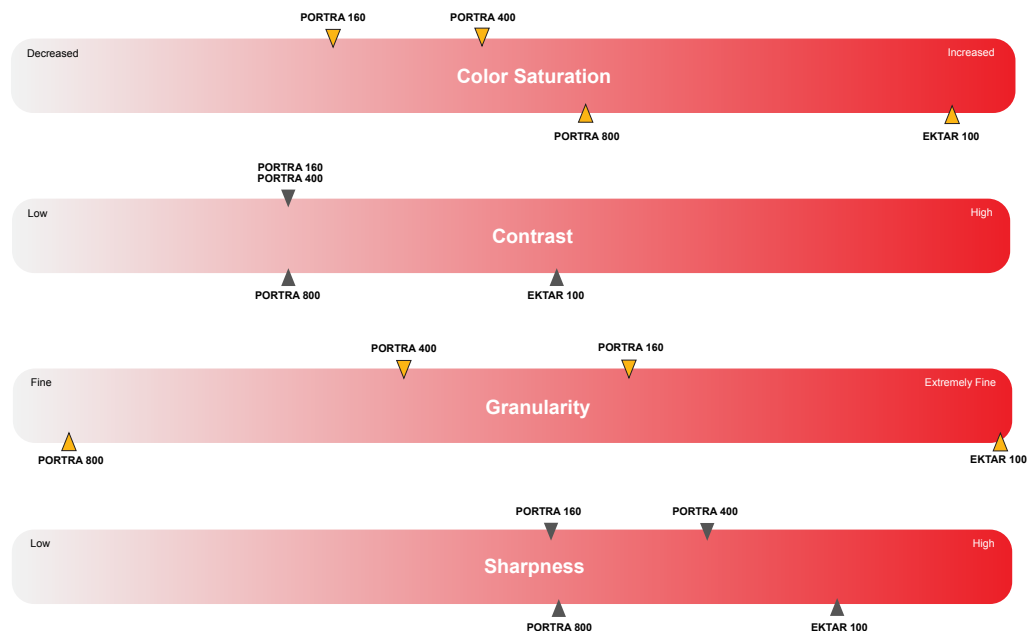 PORTRA 160
PORTRA 400
Decreased
Increased
Color Saturation
PORTRA 800
EKTAR 100
PORTRA 160
PORTRA 400
Low
High
Contrast
PORTRA 800
EKTAR 100
PORTRA 400
PORTRA 160
Fine
Extremely Fine
Granularity
PORTRA 800
EKTAR 100
PORTRA 160
PORTRA 400
Low
High
Sharpness
PORTRA 800
EKTAR 100